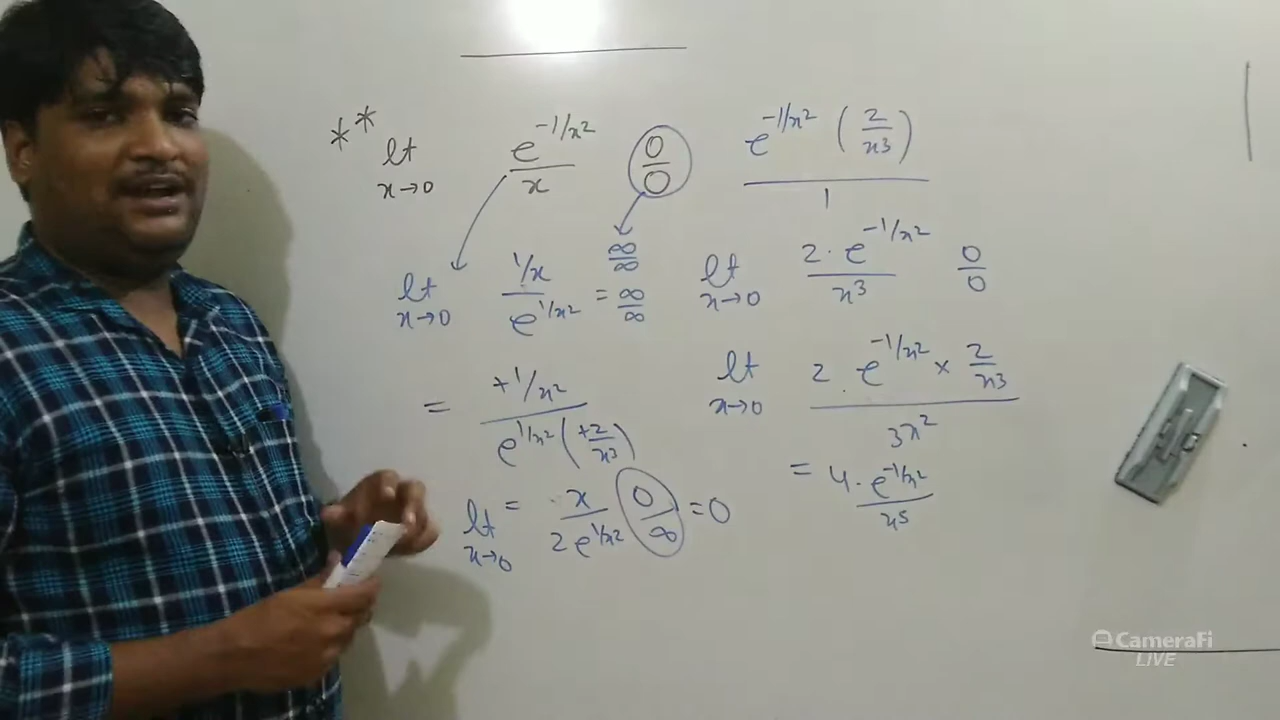 ** lt x→0 e^{-1/x²}/x 0/0
lt x→0 (1/x)/e^{1/x²} = ∞/∞ ∞/∞
= (+1/x²)/(e^{1/x²}(+2/x³))
lt x→0 = x/(2e^{1/x²}) 0/∞ = 0
e^{-1/x²}(2/x³)/1
lt x→0 2·e^{-1/x²}/x³ 0/0
lt x→0 (2·e^{-1/x²} × 2/x³)/(3x²)
= 4·e^{-1/x²}/x⁵
CameraFi
LIVE